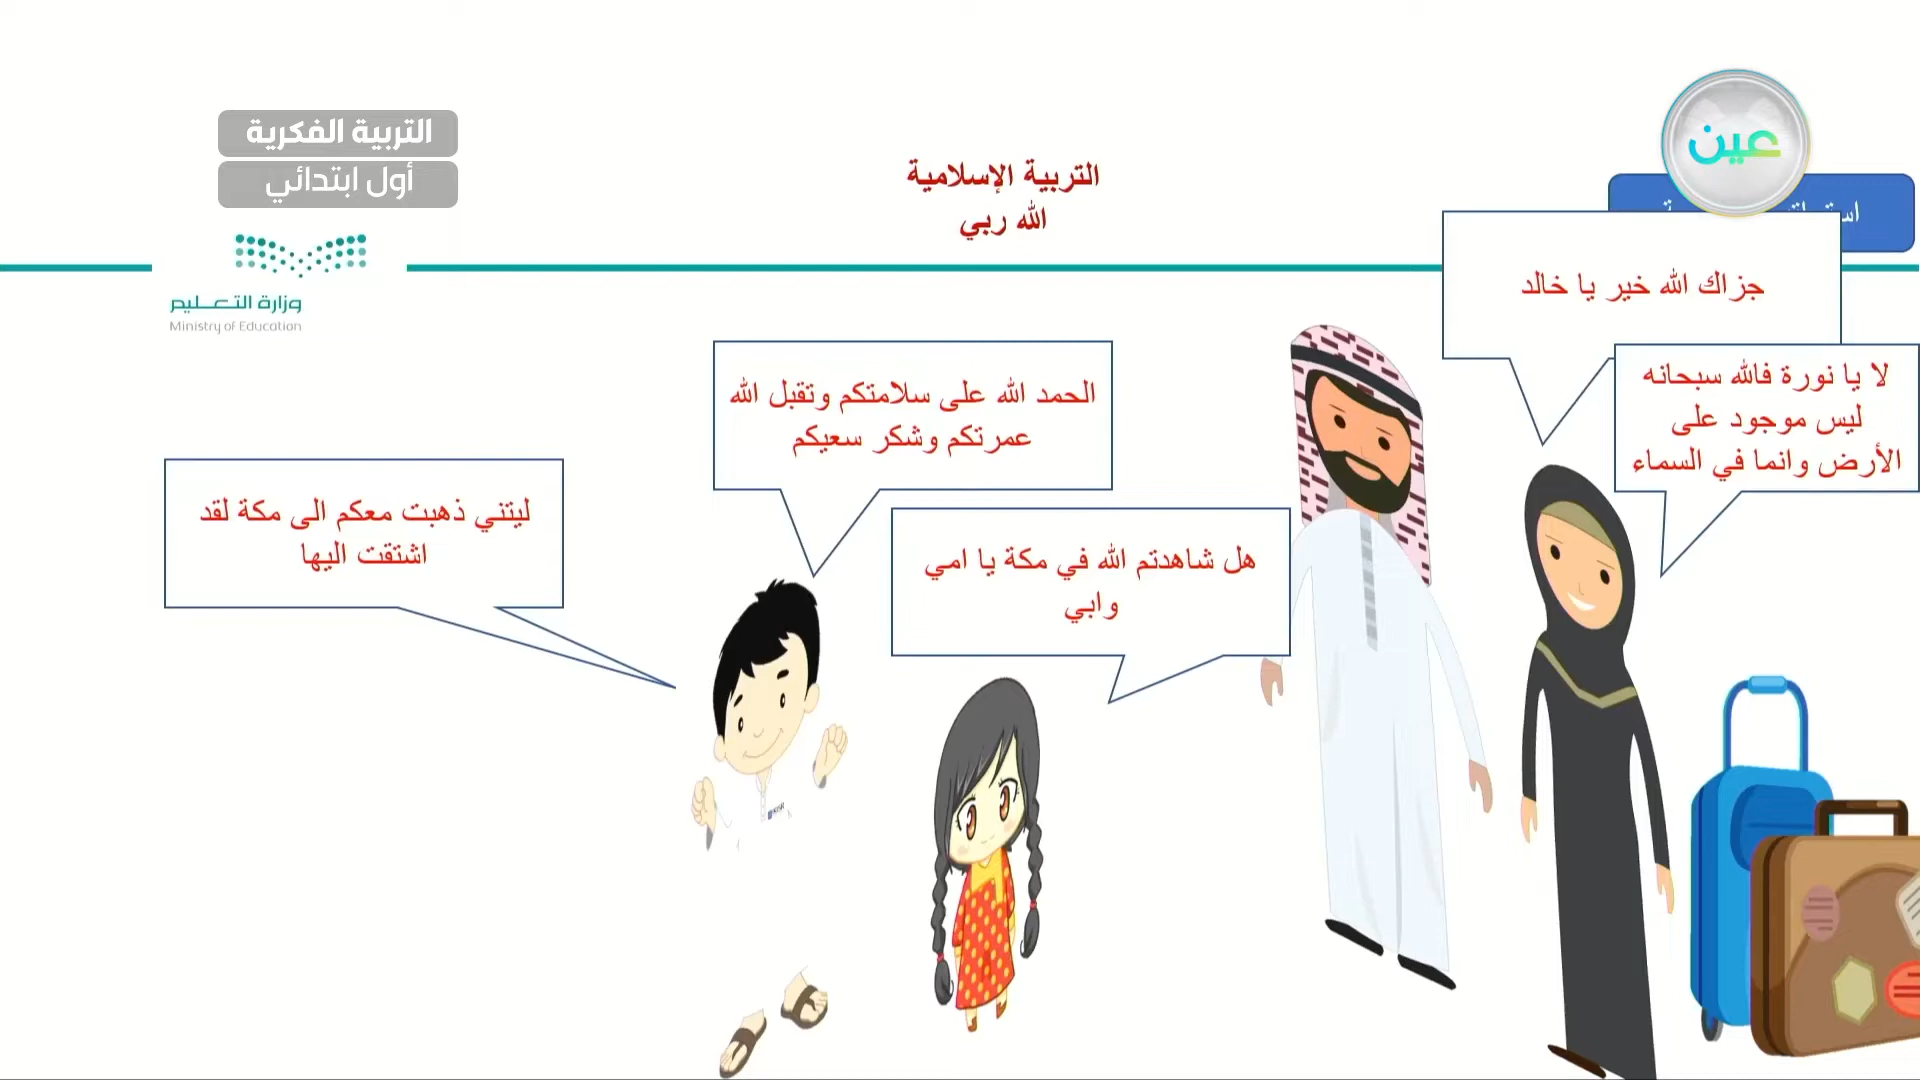 عين
التربية الفكرية
أول ابتدائي
التربية الإسلامية
الله ربي
وزارة التعليم
Ministry of Education
جزاك الله خير يا خالد
لا يا نورة فالله سبحانه
ليس موجود على
الأرض وانما في السماء
الحمد الله على سلامتكم وتقبل الله
عمرتكم وشكر سعيكم
هل شاهدتم الله في مكة يا امي
وابي
ليتني ذهبت معكم الى مكة لقد
اشتقت اليها